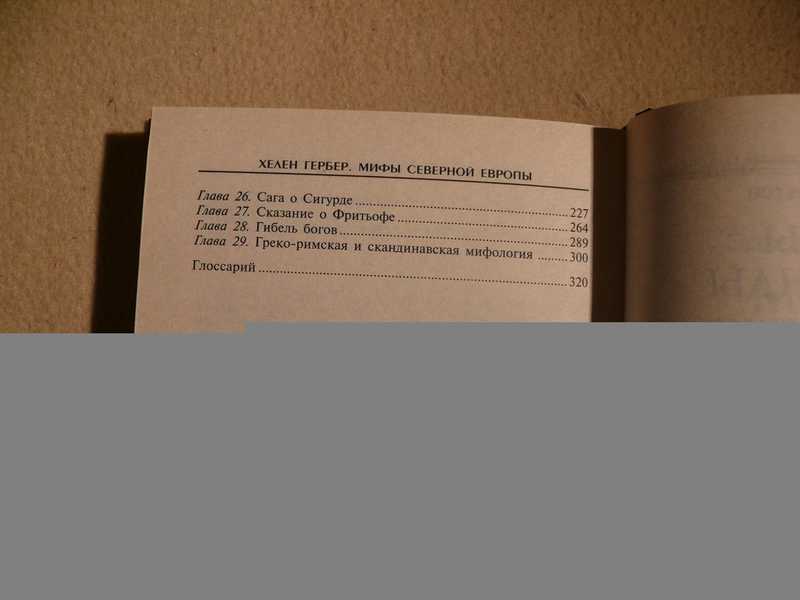 ХЕЛЕН ГЕРБЕР. МИФЫ СЕВЕРНОЙ ЕВРОПЫ
Глава 26. Сага о Сигурде ........ 227
Глава 27. Сказание о Фритьофе ........ 264
Глава 28. Гибель богов ........ 289
Глава 29. Греко-римская и скандинавская мифология ........ 300
Глоссарий ........ 320